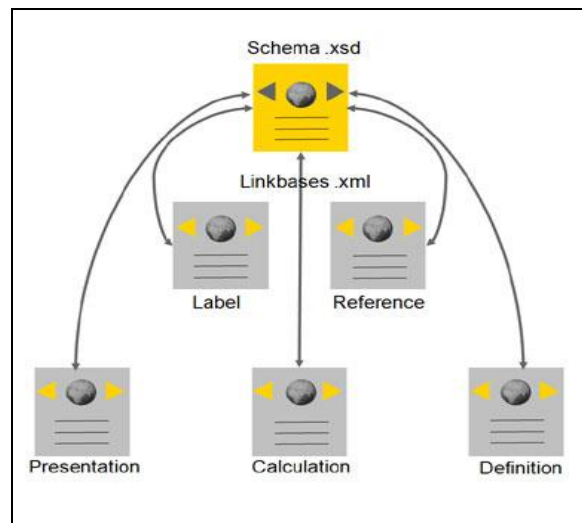 Schema .xsd
Linkbases .xml
Label
Reference
Presentation
Calculation
Definition